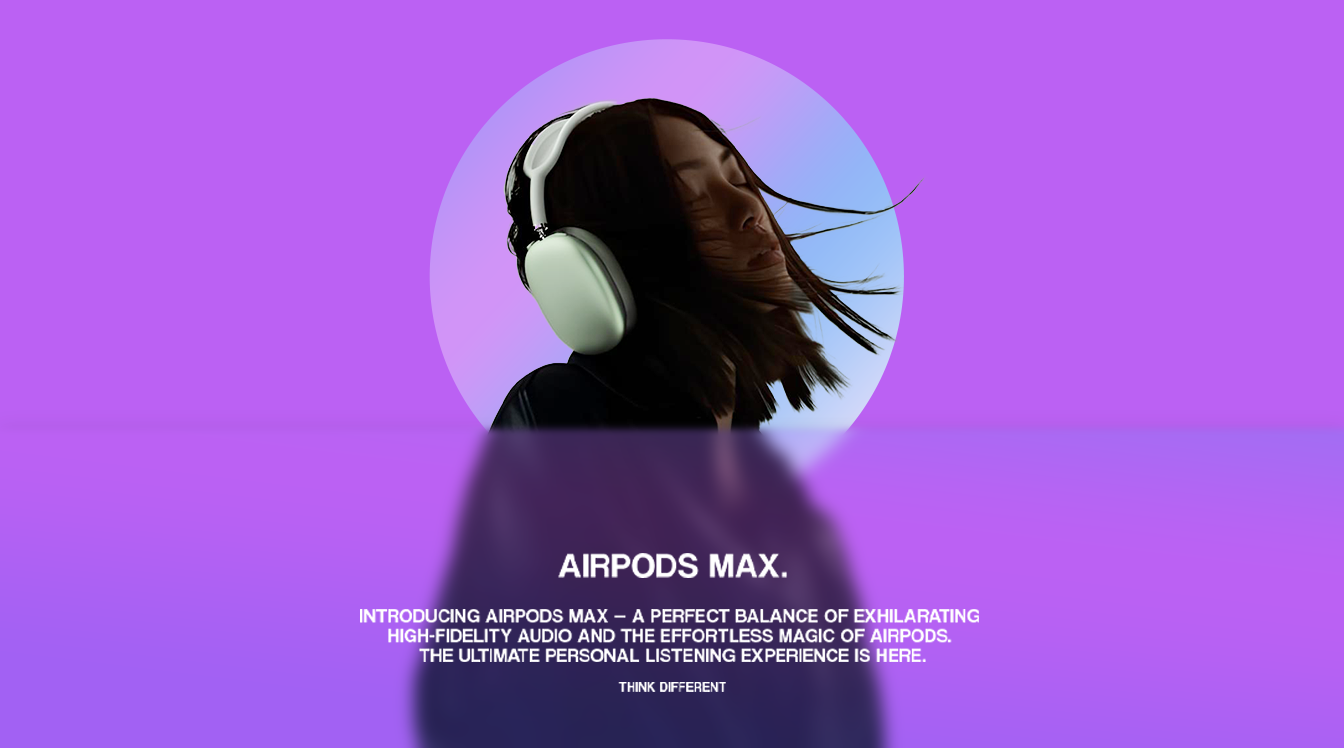 AIRPODS MAX.
INTRODUCING AIRPODS MAX – A PERFECT BALANCE OF EXHILARATING
HIGH-FIDELITY AUDIO AND THE EFFORTLESS MAGIC OF AIRPODS.
THE ULTIMATE PERSONAL LISTENING EXPERIENCE IS HERE.
THINK DIFFERENT